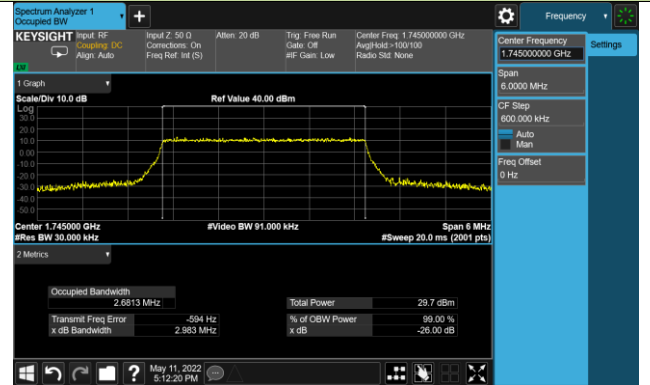 Spectrum Analyzer 1
Occupied BW
Frequency
KEYSIGHT
Input: RF
Coupling: DC
Align: Auto
Input Z: 50 Ω
Corrections: On
Freq Ref: Int (S)
Atten: 20 dB
Trig: Free Run
Gate: Off
#IF Gain: Low
Center Freq: 1.745000000 GHz
Avg|Hold:>100/100
Radio Std: None
Center Frequency
1.745000000 GHz
Settings
Span
6.0000 MHz
CF Step
600.000 kHz
Auto
Man
Freq Offset
0 Hz
1 Graph
Scale/Div 10.0 dB
Ref Value 40.00 dBm
Log
30.0
20.0
10.0
0.00
-10.0
-20.0
-30.0
-40.0
-50.0
Center 1.745000 GHz
#Video BW 91.000 kHz
Span 6 MHz
#Res BW 30.000 kHz
#Sweep 20.0 ms (2001 pts)
2 Metrics
Occupied Bandwidth
2.6813 MHz
Total Power
29.7 dBm
Transmit Freq Error
-594 Hz
% of OBW Power
99.00 %
x dB Bandwidth
2.983 MHz
x dB
-26.00 dB
?
May 11, 2022
5:12:20 PM